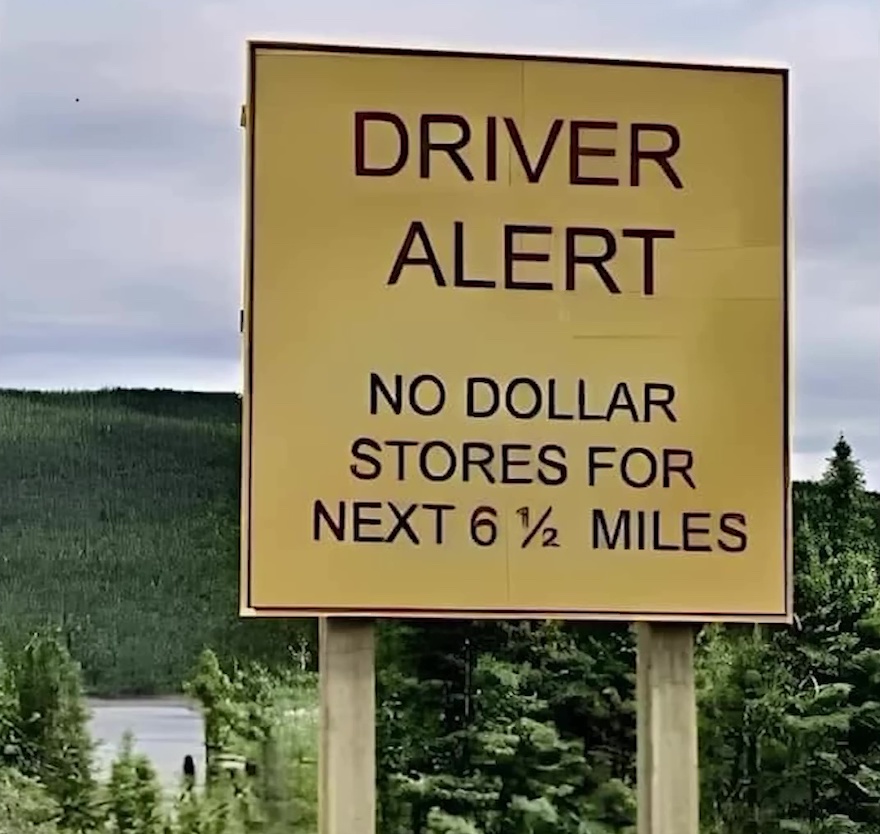 DRIVER
ALERT
NO DOLLAR
STORES FOR
NEXT 6 ½ MILES